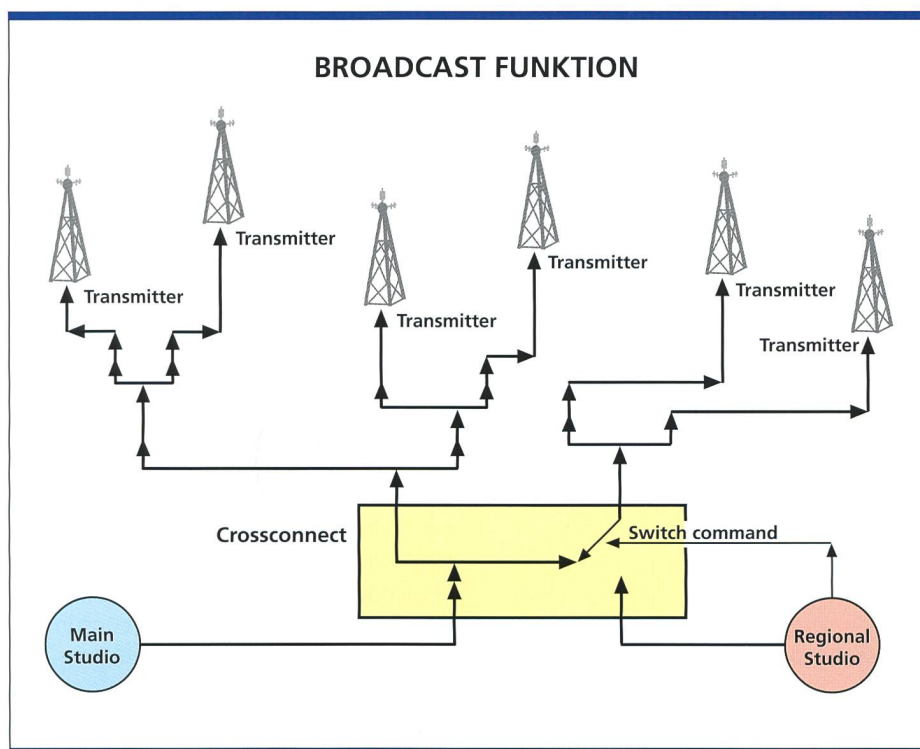 BROADCAST FUNKTION
Transmitter
Transmitter
Transmitter
Transmitter
Transmitter
Transmitter
Crossconnect
Switch command
Main
Studio
Regional
Studio